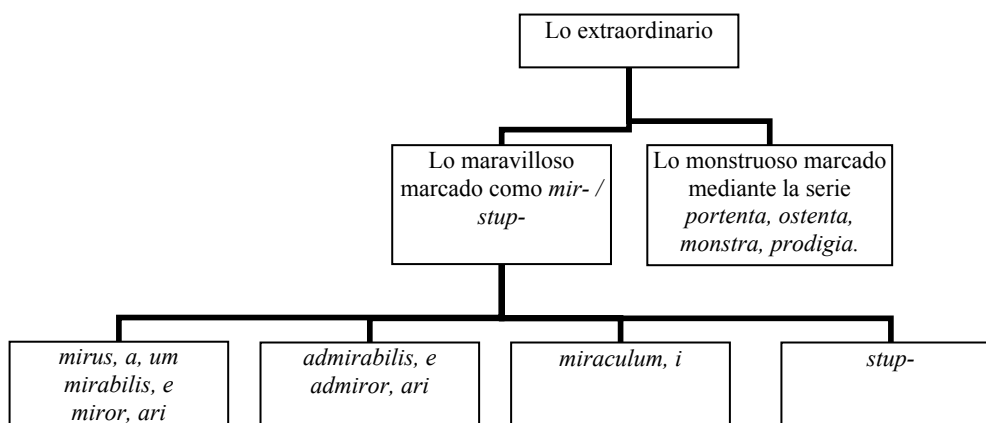 Lo extraordinario
Lo maravilloso
marcado como mir- /
stup-
Lo monstruoso marcado
mediante la serie
portenta, ostenta,
monstra, prodigia.
mirus, a, um
mirabilis, e
miror, ari
admirabilis, e
admiror, ari
miraculum, i
stup-